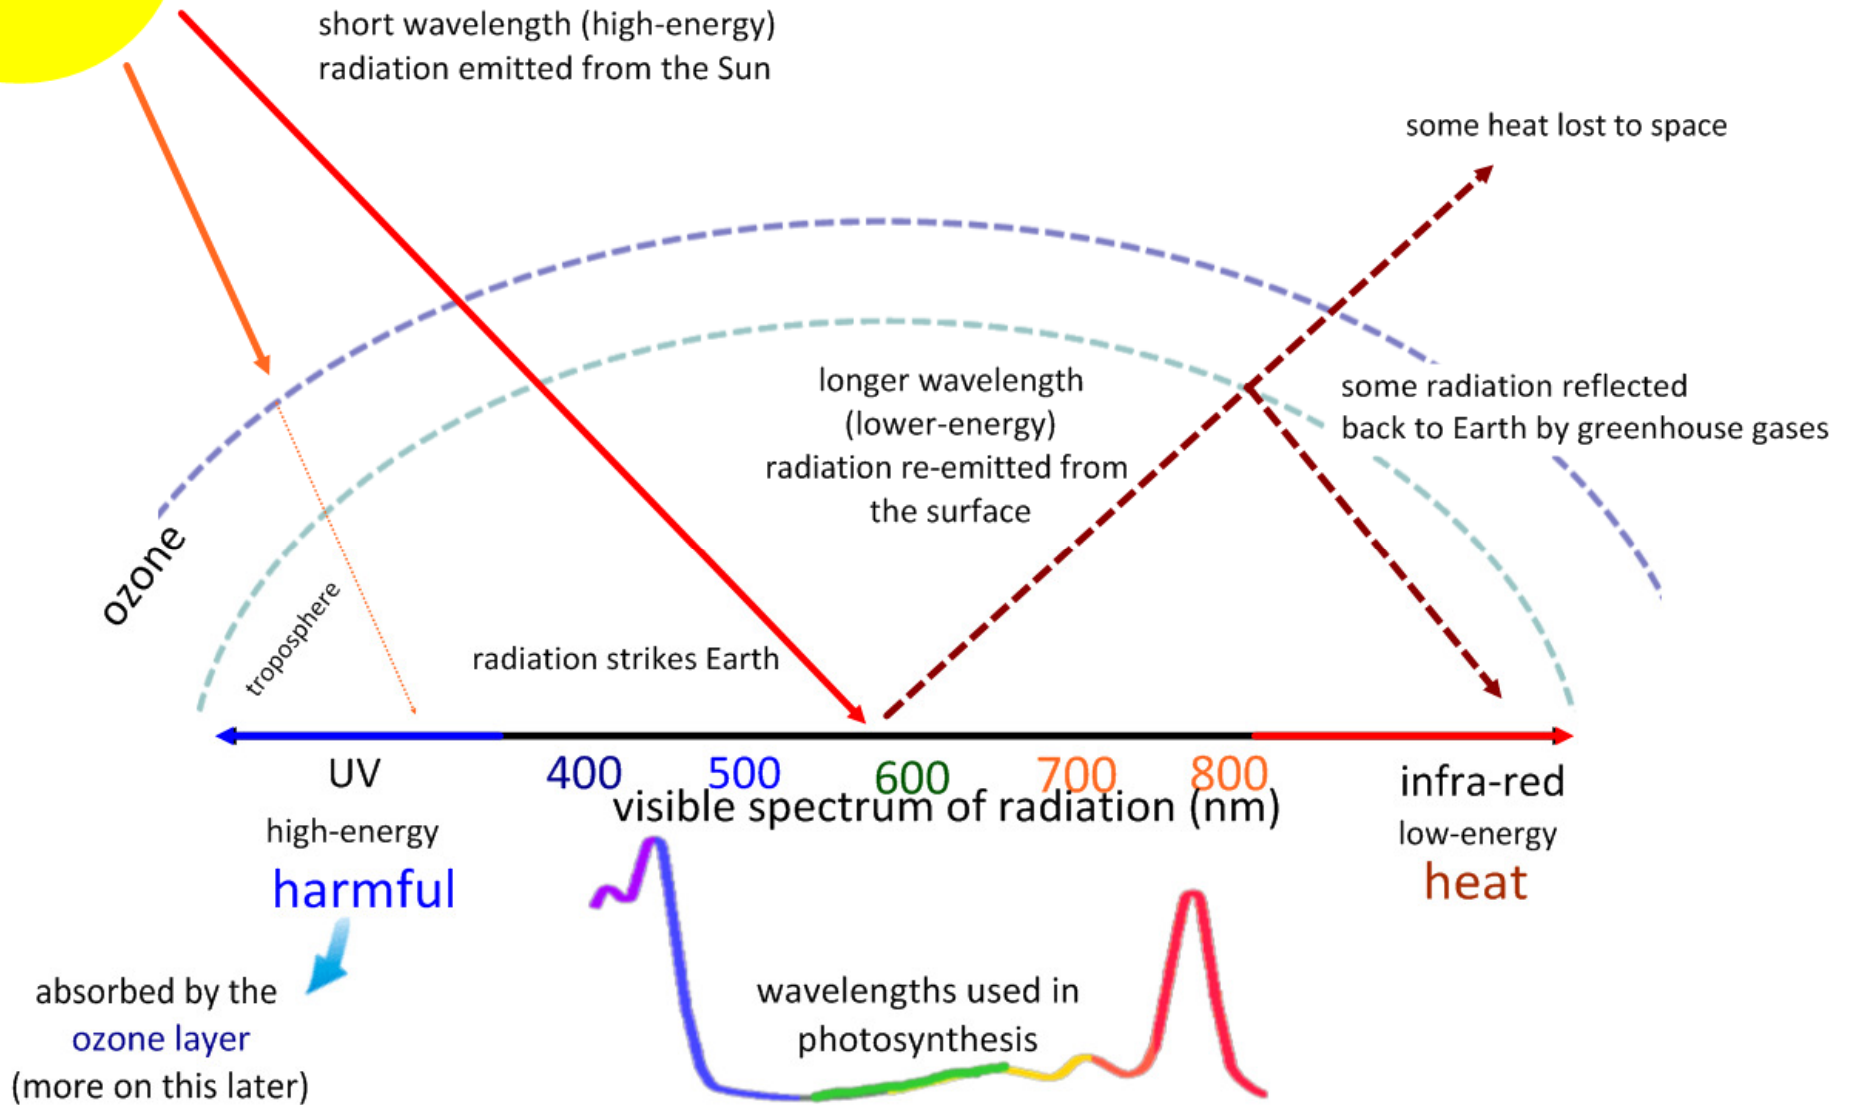 short wavelength (high-energy)
radiation emitted from the Sun
some heat lost to space
longer wavelength
(lower-energy)
radiation re-emitted from
the surface
some radiation reflected
back to Earth by greenhouse gases
ozone
troposphere
radiation strikes Earth
UV
high-energy
harmful
400 500 600 700 800
visible spectrum of radiation (nm)
infra-red
low-energy
heat
absorbed by the
ozone layer
(more on this later)
wavelengths used in
photosynthesis